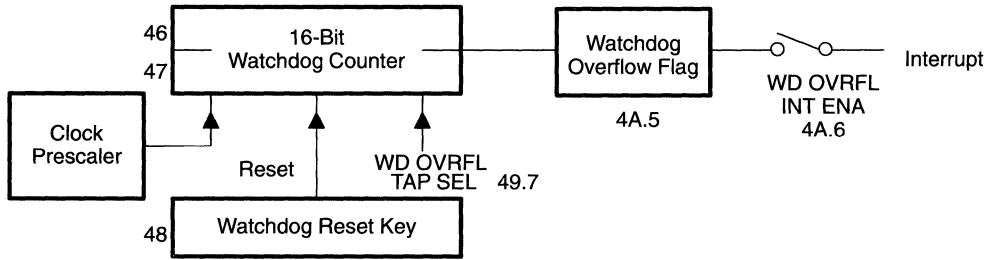 46
47
16-Bit
Watchdog Counter
Watchdog
Overflow Flag
4A.5
Interrupt
WD OVRFL
INT ENA
4A.6
Clock
Prescaler
Reset
WD OVRFL
TAP SEL 49.7
48
Watchdog Reset Key